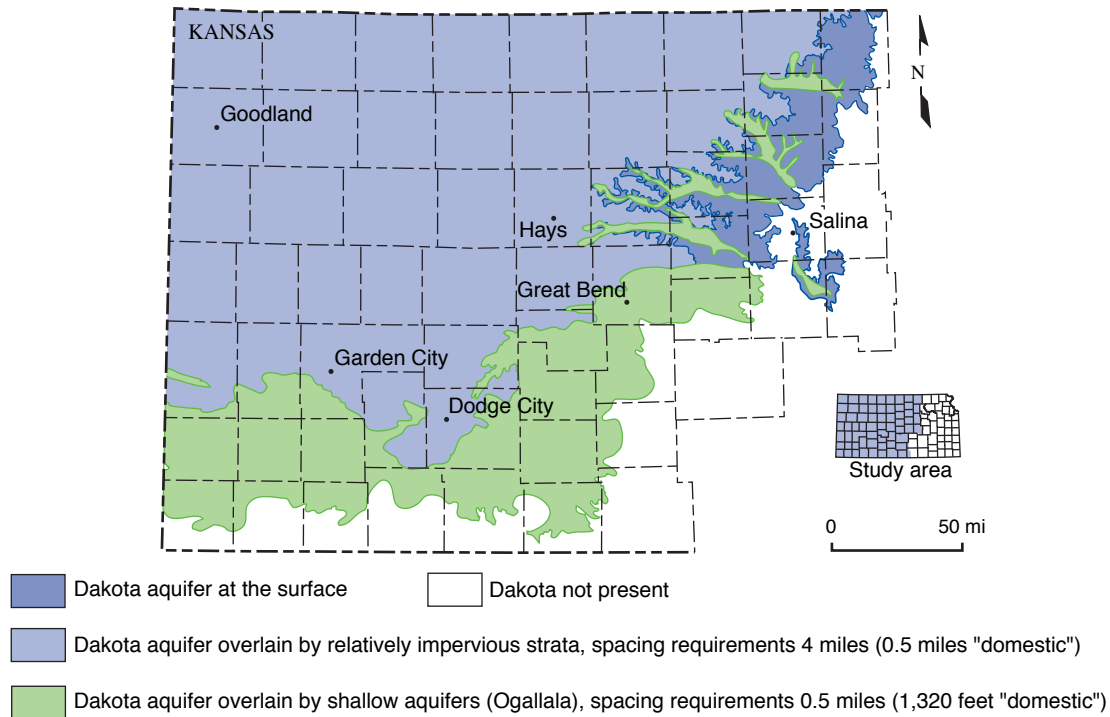 KANSAS
N
Goodland
Hays
Salina
Great Bend
Garden City
Dodge City
Study area
0 50 mi
Dakota aquifer at the surface
Dakota not present
Dakota aquifer overlain by relatively impervious strata, spacing requirements 4 miles (0.5 miles "domestic")
Dakota aquifer overlain by shallow aquifers (Ogallala), spacing requirements 0.5 miles (1,320 feet "domestic")